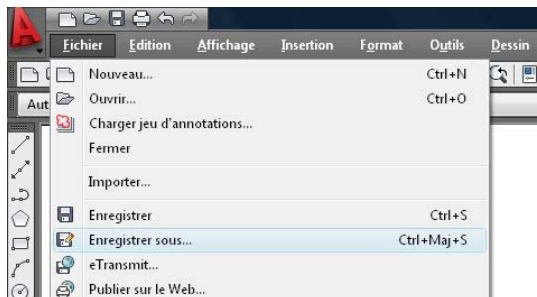 Fichier Edition Affichage Insertion Format Outils Dessin
Nouveau... Ctrl+N
Ouvrir... Ctrl+O
Aut
Charger jeu d'annotations...
Fermer
Importer...
Enregistrer Ctrl+S
Enregistrer sous... Ctrl+Maj+S
eTransmit...
Publier sur le Web...